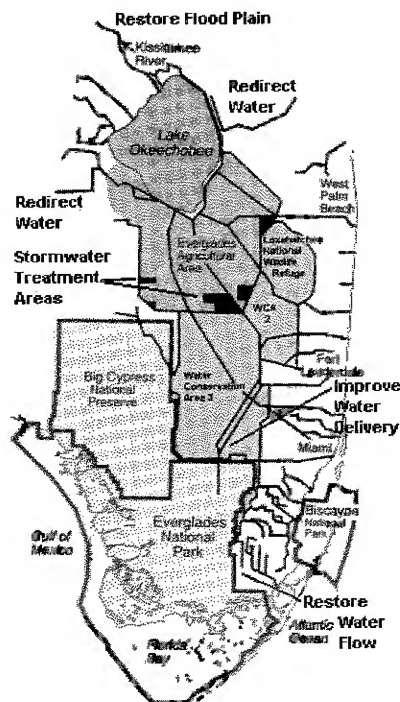 Restore Flood Plain
Kissimmee
River
Redirect
Water
Lake
Okeechobee
West
Palm
Beach
Redirect
Water
Everglades
Agricultural
Area
Loxahatchee
National
Wildlife
Refuge
Stormwater
Treatment
Areas
WCA
2
Fort
Lauderdale
Big Cypress
National
Preserve
Water
Conservation
Area 3
Improve
Water
Delivery
Miami
Biscayne
National
Park
Everglades
National
Park
Gulf of
Mexico
Restore
Water
Flow
Atlantic
Ocean
Florida
Bay